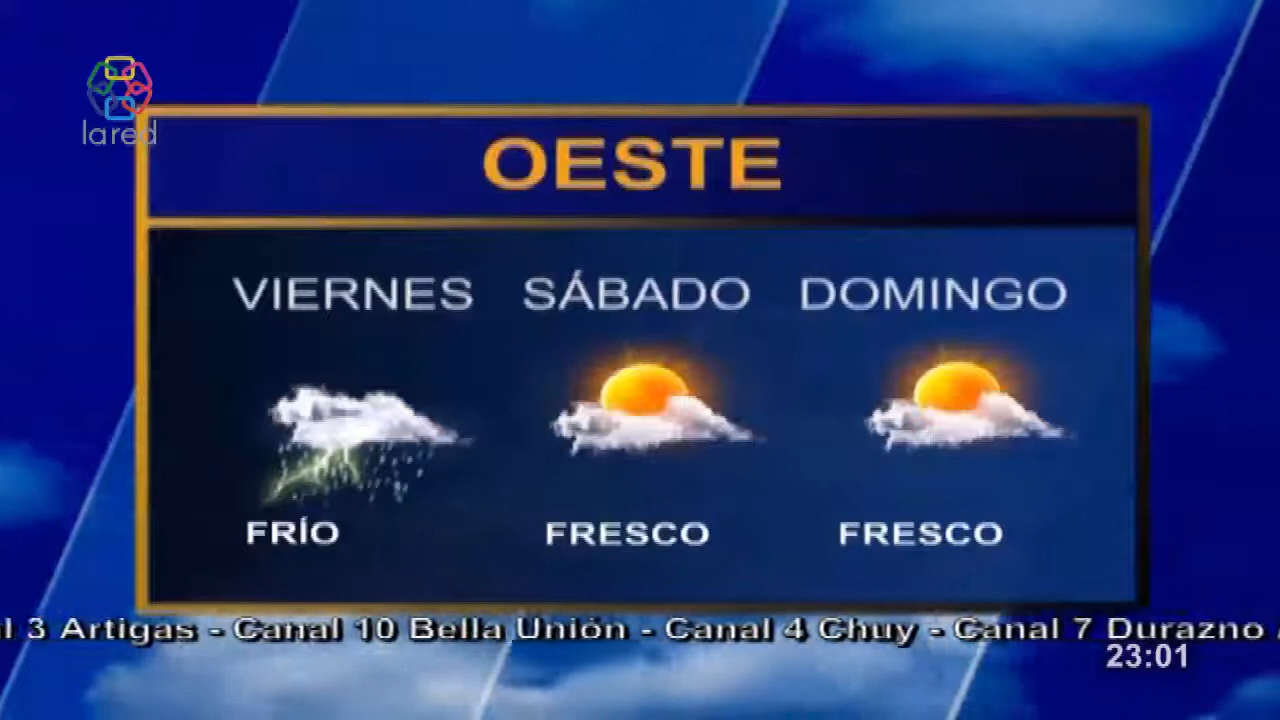 lared
OESTE
VIERNES SÁBADO DOMINGO
FRÍO FRESCO FRESCO
l 3 Artigas - Canal 10 Bella Unión - Canal 4 Chuy - Canal 7 Durazno
23:01